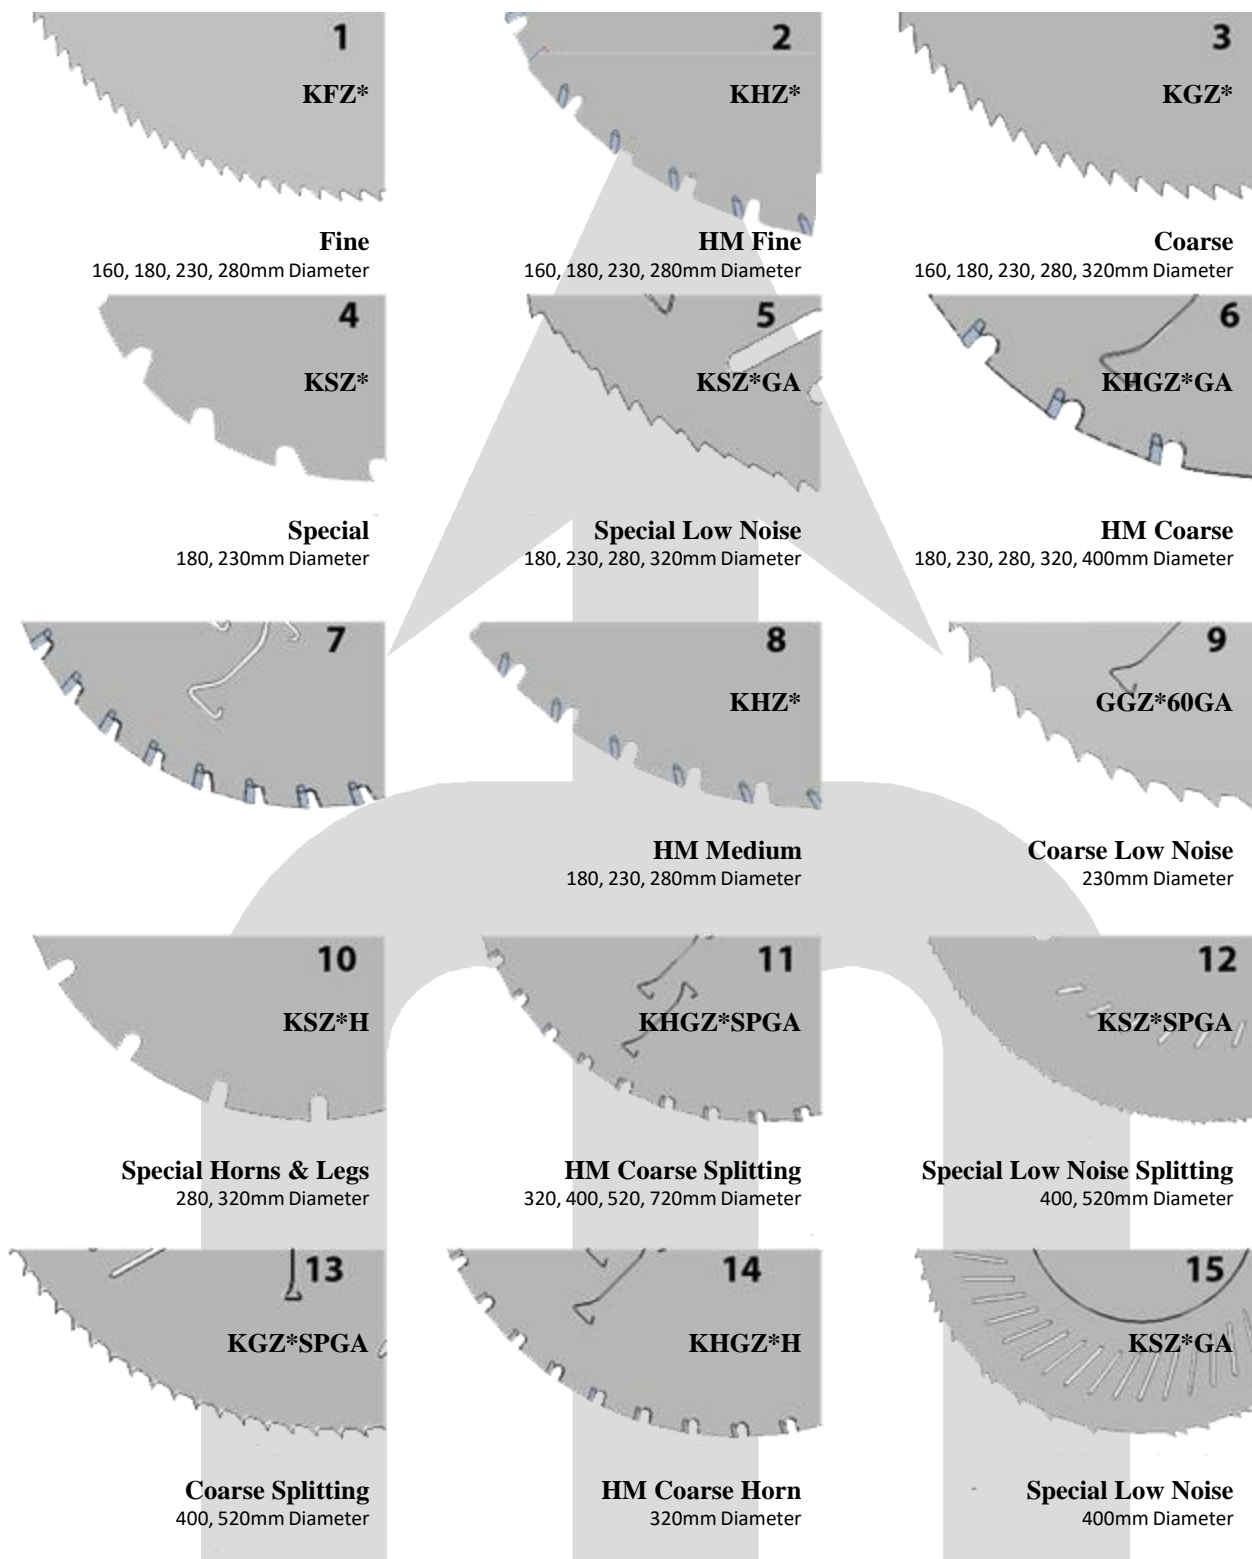 1
KFZ*
Fine
160, 180, 230, 280mm Diameter
2
KHZ*
HM Fine
160, 180, 230, 280mm Diameter
3
KGZ*
Coarse
160, 180, 230, 280, 320mm Diameter
4
KSZ*
Special
180, 230mm Diameter
5
KSZ*GA
Special Low Noise
180, 230, 280, 320mm Diameter
6
KHGZ*GA
HM Coarse
180, 230, 280, 320, 400mm Diameter
7
8
KHZ*
HM Medium
180, 230, 280mm Diameter
9
GGZ*60GA
Coarse Low Noise
230mm Diameter
10
KSZ*H
Special Horns & Legs
280, 320mm Diameter
11
KHGZ*SPGA
HM Coarse Splitting
320, 400, 520, 720mm Diameter
12
KSZ*SPGA
Special Low Noise Splitting
400, 520mm Diameter
13
KGZ*SPGA
Coarse Splitting
400, 520mm Diameter
14
KHGZ*H
HM Coarse Horn
320mm Diameter
15
KSZ*GA
Special Low Noise
400mm Diameter